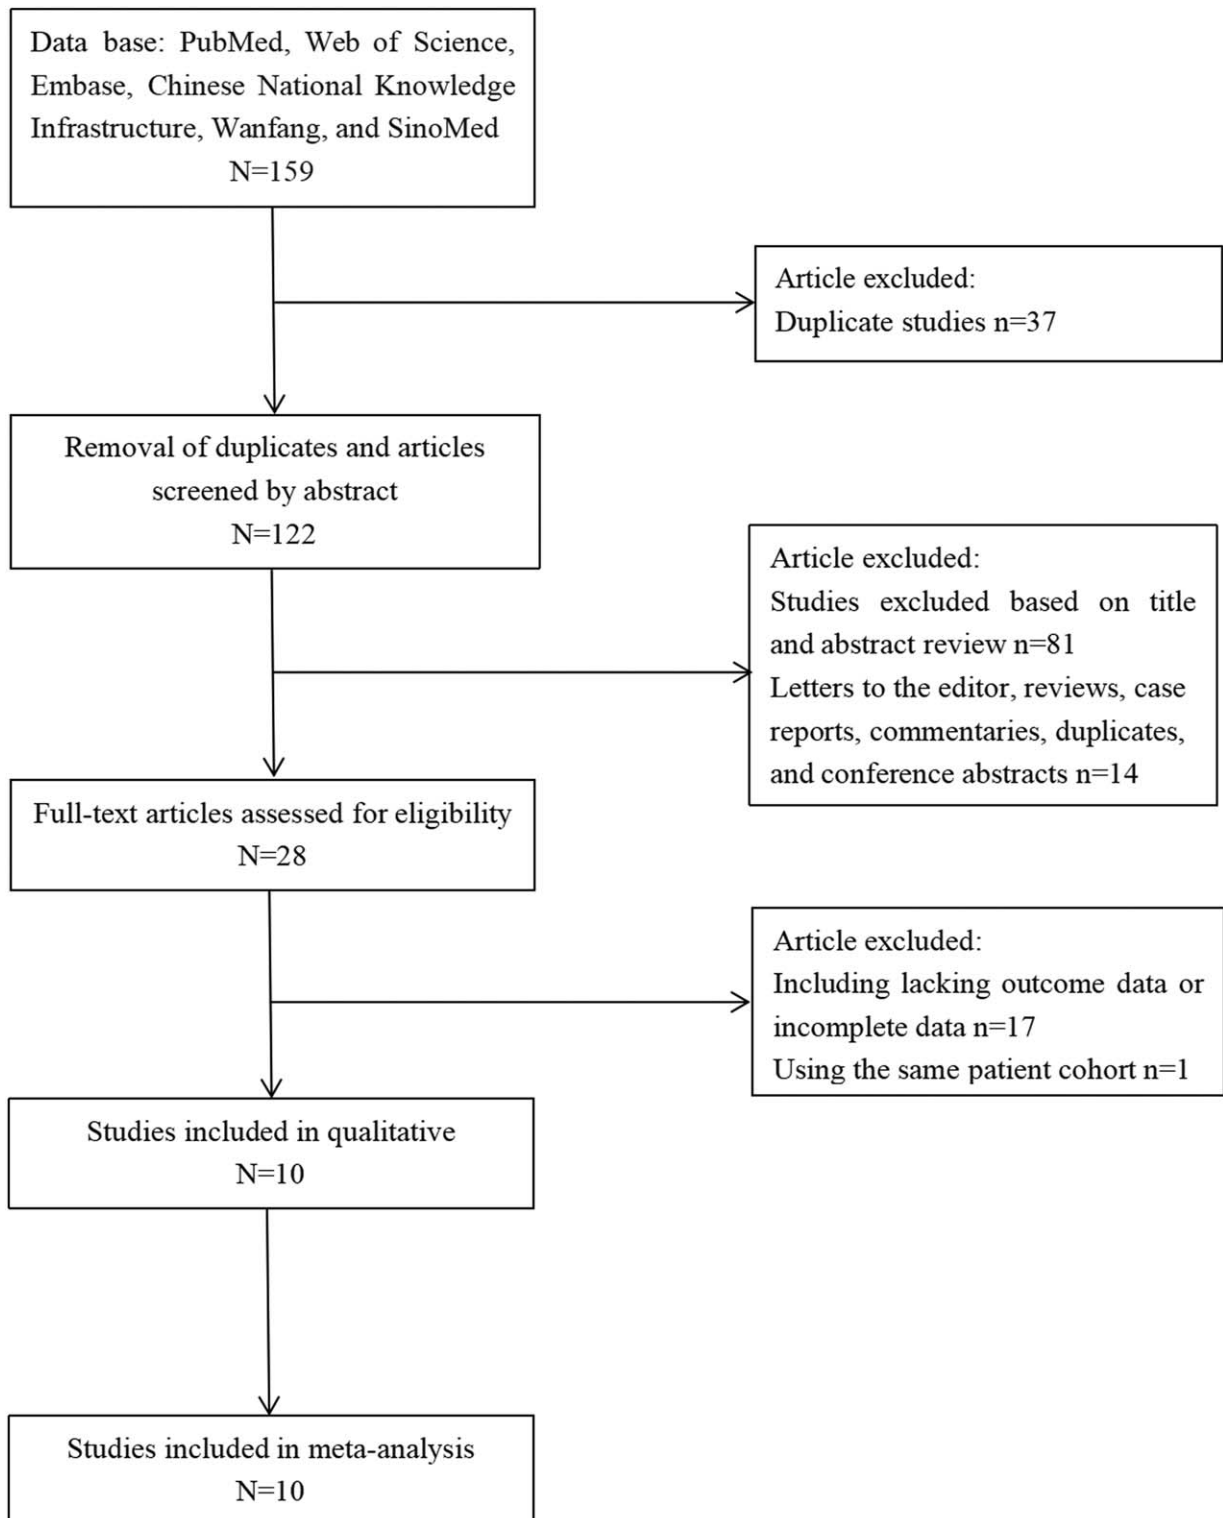 Data base: PubMed, Web of Science,
Embase, Chinese National Knowledge
Infrastructure, Wanfang, and SinoMed
N=159
Article excluded:
Duplicate studies n=37
Removal of duplicates and articles
screened by abstract
N=122
Article excluded:
Studies excluded based on title
and abstract review n=81
Letters to the editor, reviews, case
reports, commentaries, duplicates,
and conference abstracts n=14
Full-text articles assessed for eligibility
N=28
Article excluded:
Including lacking outcome data or
incomplete data n=17
Using the same patient cohort n=1
Studies included in qualitative
N=10
Studies included in meta-analysis
N=10